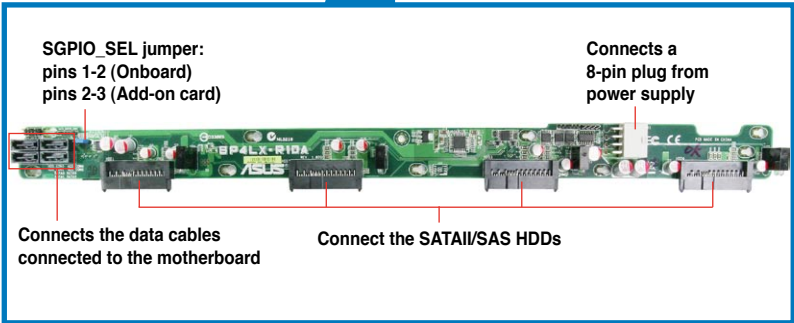 SGPIO_SEL jumper:
pins 1-2 (Onboard)
pins 2-3 (Add-on card)
Connects a
8-pin plug from
power supply
BP4LX-R10A
ASUS
CE
Connects the data cables
connected to the motherboard
Connect the SATAII/SAS HDDs